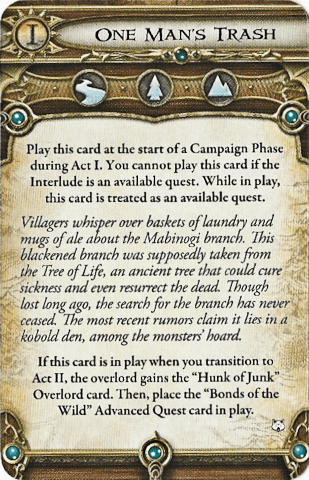 I
ONE MAN'S TRASH
Play this card at the start of a Campaign Phase
during Act I. You cannot play this card if the
Interlude is an available quest. While in play,
this card is treated as an available quest.
Villagers whisper over baskets of laundry and
mugs of ale about the Mabinogi branch. This
blackened branch was supposedly taken from
the Tree of Life, an ancient tree that could cure
sickness and even resurrect the dead. Though
lost long ago, the search for the branch has never
ceased. The most recent rumors claim it lies in a
kobold den, among the monsters' hoard.
If this card is in play when you transition to
Act II, the overlord gains the “Hunk of Junk”
Overlord card. Then, place the “Bonds of the
Wild” Advanced Quest card in play.